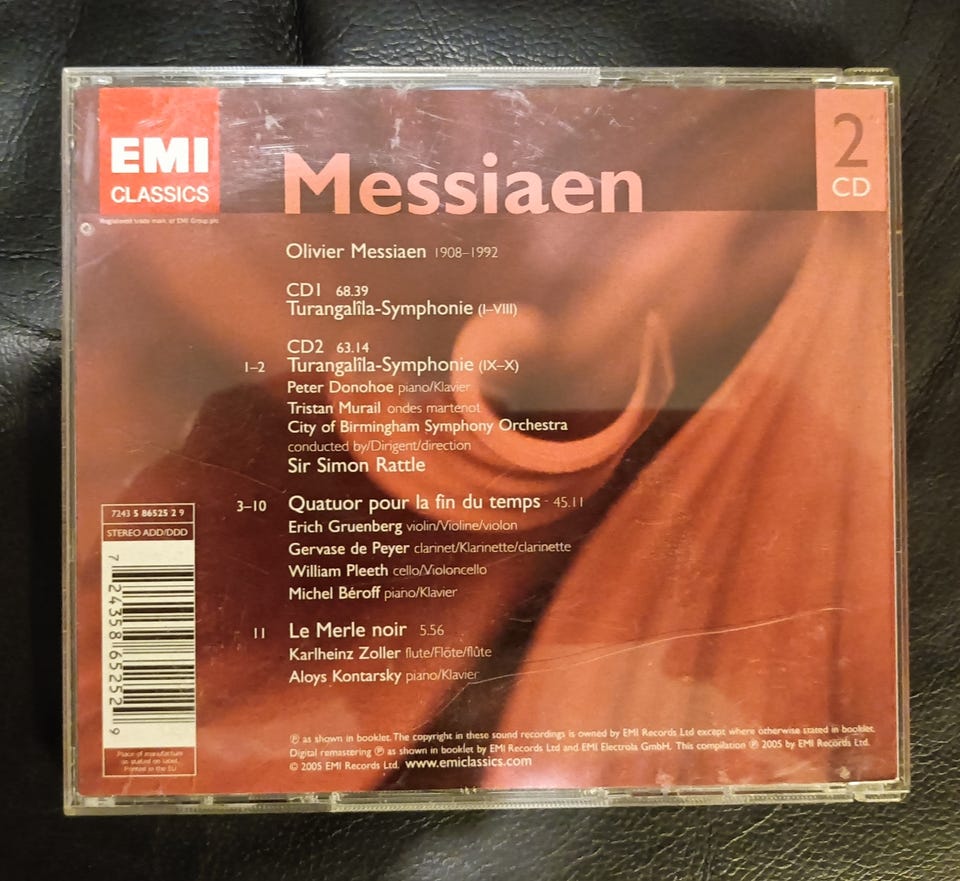 EMI
CLASSICS
Registered trade mark of EMI Group plc
2
CD
Messiaen
Olivier Messiaen 1908–1992
CD1 68.39
Turangalîla-Symphonie (I–VIII)
CD2 63.14
1–2 Turangalîla-Symphonie (IX–X)
Peter Donohoe piano/Klavier
Tristan Murail ondes martenot
City of Birmingham Symphony Orchestra
conducted by/Dirigent/direction
Sir Simon Rattle
3–10 Quatuor pour la fin du temps · 45.11
Erich Gruenberg violin/Violine/violon
Gervase de Peyer clarinet/Klarinette/clarinette
William Pleeth cello/Violoncello
Michel Béroff piano/Klavier
11 Le Merle noir 5.56
Karlheinz Zoller flute/Flöte/flûte
Aloys Kontarsky piano/Klavier
7243 5 86525 2 9
STEREO ADD/DDD
7 24358 65252 9
Place of manufacture
as stated on label.
Printed in the EU
℗ as shown in booklet. The copyright in these sound recordings is owned by EMI Records Ltd except where otherwise stated in booklet.
Digital remastering ℗ as shown in booklet by EMI Records Ltd and EMI Electrola GmbH. This compilation ℗ 2005 by EMI Records Ltd.
© 2005 EMI Records Ltd. www.emiclassics.com